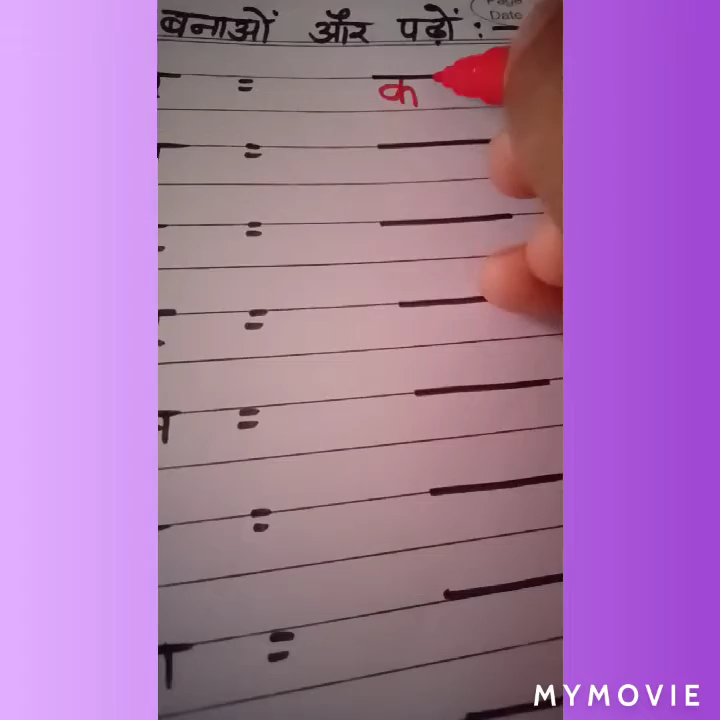 Page
Date
बनाओं और पढ़ों : –
=
क
=
=
=
=
=
=
MYMOVIE